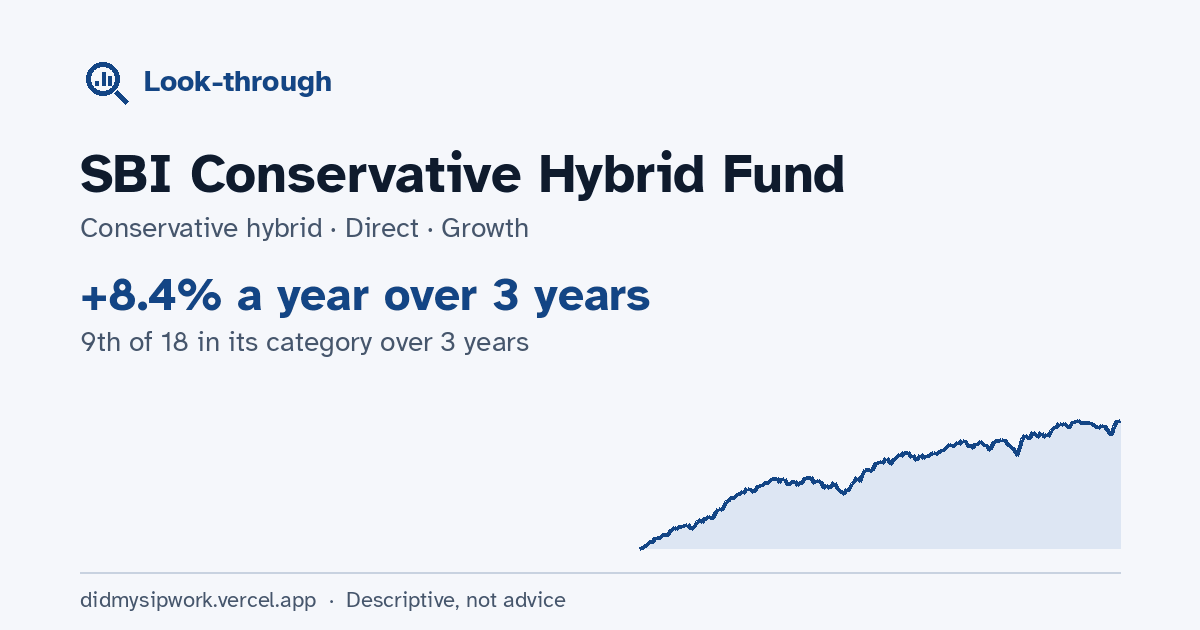 Look-through
SBI Conservative Hybrid Fund
Conservative hybrid · Direct · Growth
+8.4% a year over 3 years
9th of 18 in its category over 3 years
didmysipwork.vercel.app · Descriptive, not advice